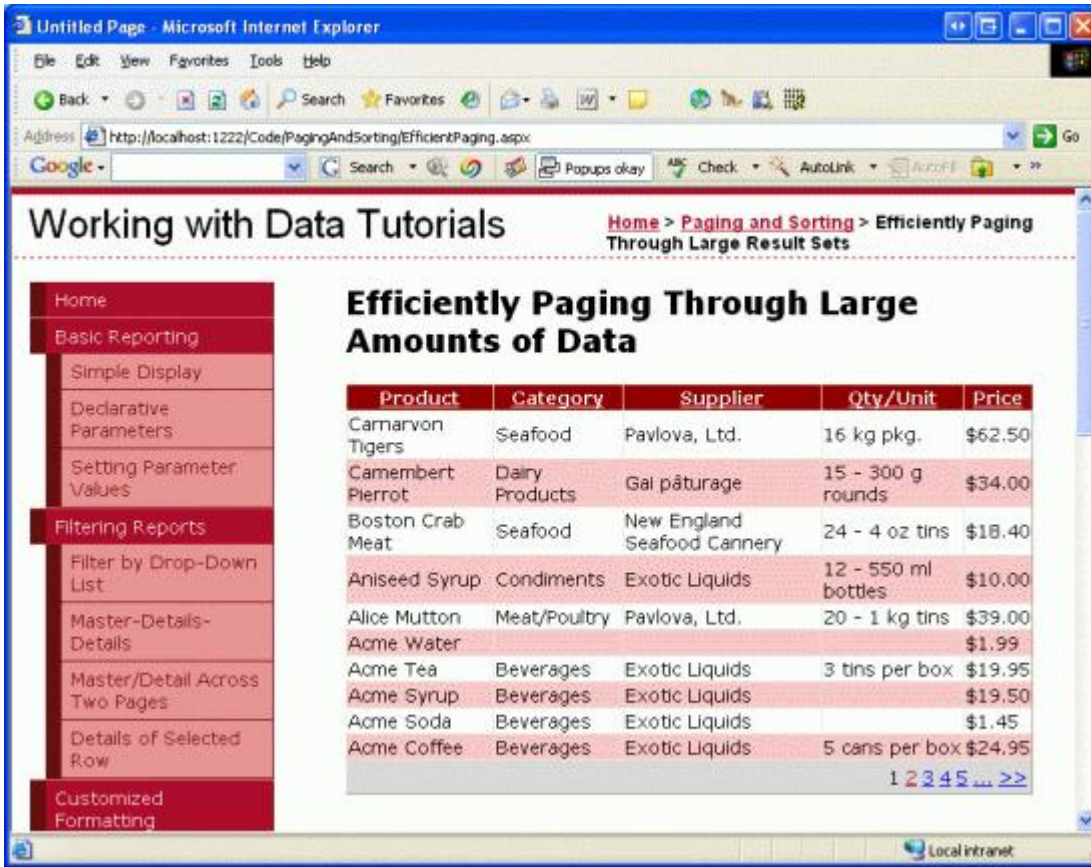 Untitled Page - Microsoft Internet Explorer
File Edit View Favorites Tools Help
Back Search Favorites
Address http://localhost:1222/Code/PagingAndSorting/EfficientPaging.aspx Go
Google Search Popups okay ABC Check AutoLink AutoFill
Working with Data Tutorials
Home > Paging and Sorting > Efficiently Paging
Through Large Result Sets
Home
Basic Reporting
Simple Display
Declarative
Parameters
Setting Parameter
Values
Filtering Reports
Filter by Drop-Down
List
Master-Details-
Details
Master/Detail Across
Two Pages
Details of Selected
Row
Customized
Formatting
Efficiently Paging Through Large
Amounts of Data
Product Category Supplier Qty/Unit Price
Carnarvon
Tigers Seafood Pavlova, Ltd. 16 kg pkg. $62.50
Camembert
Pierrot Dairy
Products Gai pâturage 15 - 300 g
rounds $34.00
Boston Crab
Meat Seafood New England
Seafood Cannery 24 - 4 oz tins $18.40
Aniseed Syrup Condiments Exotic Liquids 12 - 550 ml
bottles $10.00
Alice Mutton Meat/Poultry Pavlova, Ltd. 20 - 1 kg tins $39.00
Acme Water $1.99
Acme Tea Beverages Exotic Liquids 3 tins per box $19.95
Acme Syrup Beverages Exotic Liquids $19.50
Acme Soda Beverages Exotic Liquids $1.45
Acme Coffee Beverages Exotic Liquids 5 cans per box $24.95
1 2 3 4 5 ... >>
Local intranet